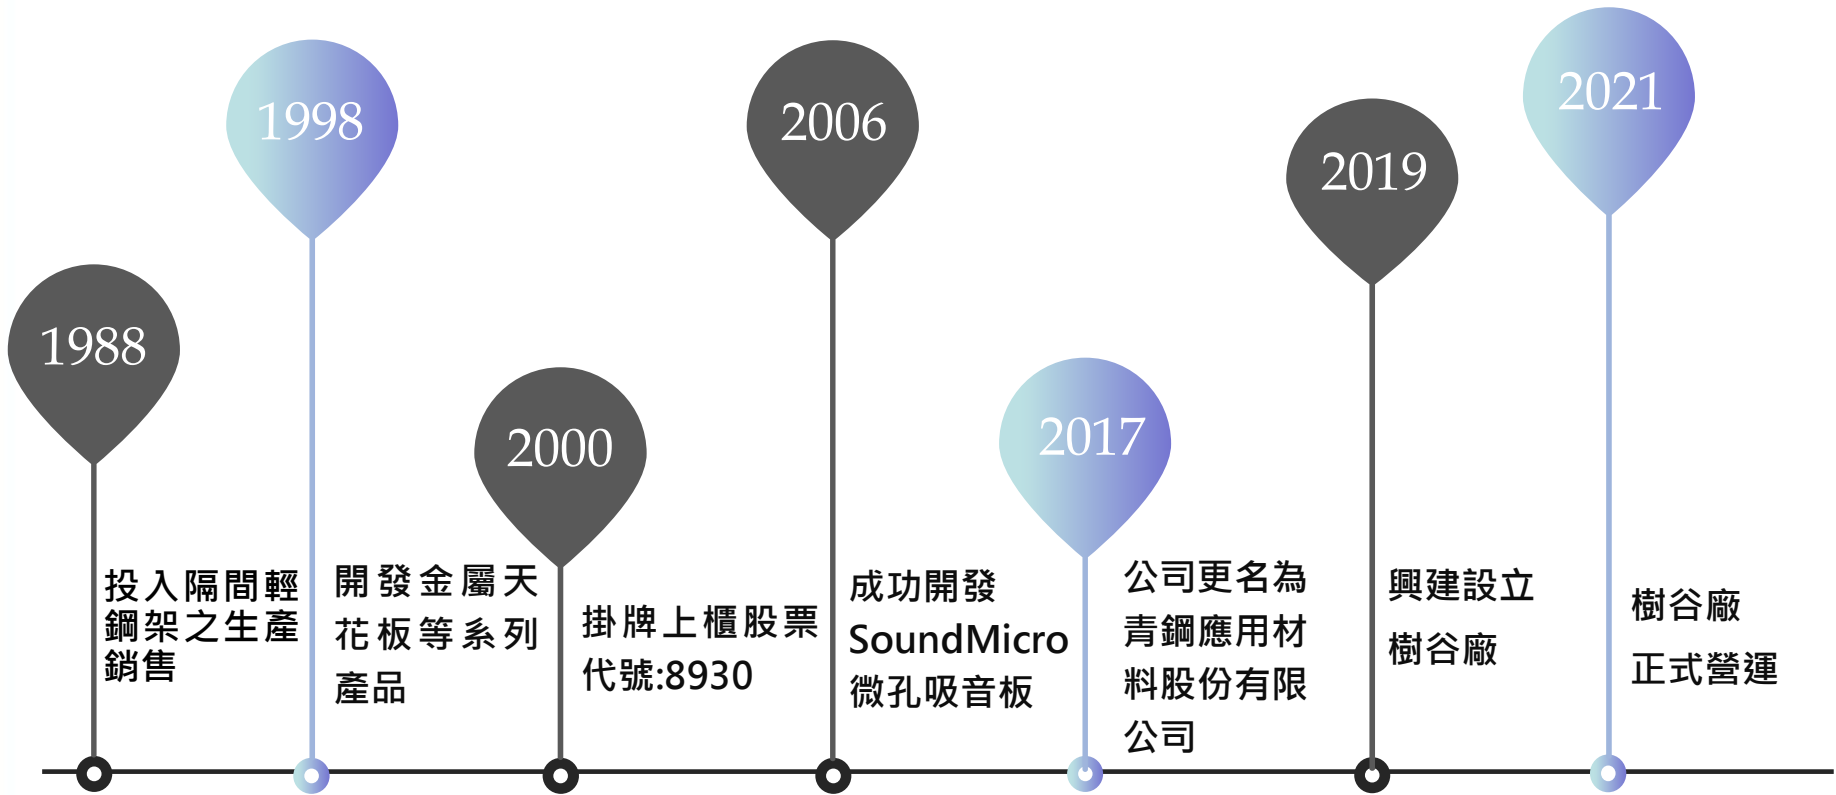 1988
投入隔間輕
鋼架之生產
銷售
1998
開發金屬天
花板等系列
產品
2000
掛牌上櫃股票
代號:8930
2006
成功開發
SoundMicro
微孔吸音板
2017
公司更名為
青鋼應用材
料股份有限
公司
2019
興建設立
樹谷廠
2021
樹谷廠
正式營運